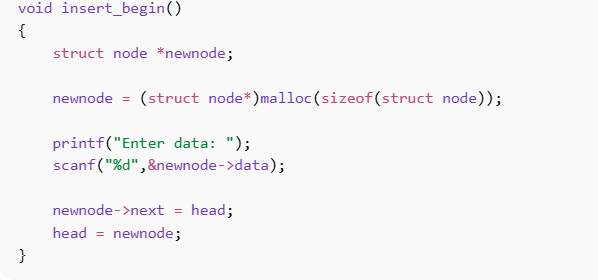 void insert_begin()
{
    struct node *newnode;

    newnode = (struct node*)malloc(sizeof(struct node));

    printf("Enter data: ");
    scanf("%d",&newnode->data);

    newnode->next = head;
    head = newnode;
}